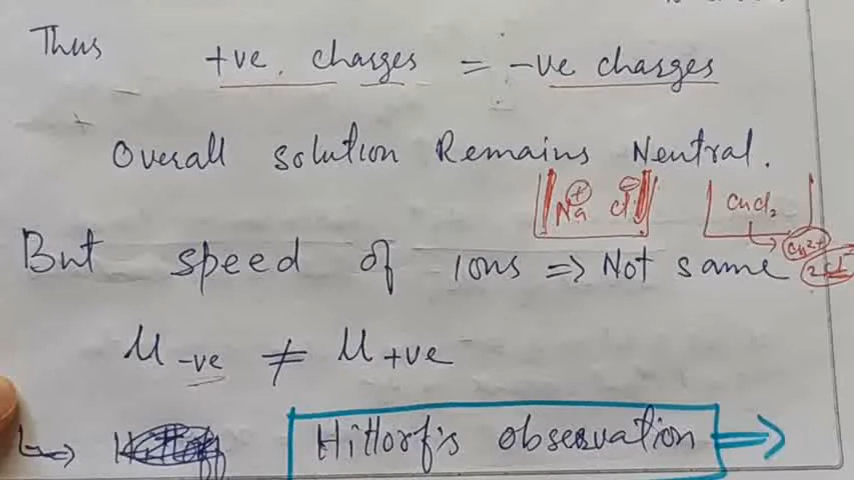 Thus +ve charges = -ve charges
Overall solution Remains Neutral.
Na⁺ Cl⁻ CuCl₂
Cu²⁺
But speed of ions ⇒ Not same 2Cl⁻
μ-ve ≠ μ+ve
↳ Hittorf's observation ⇒